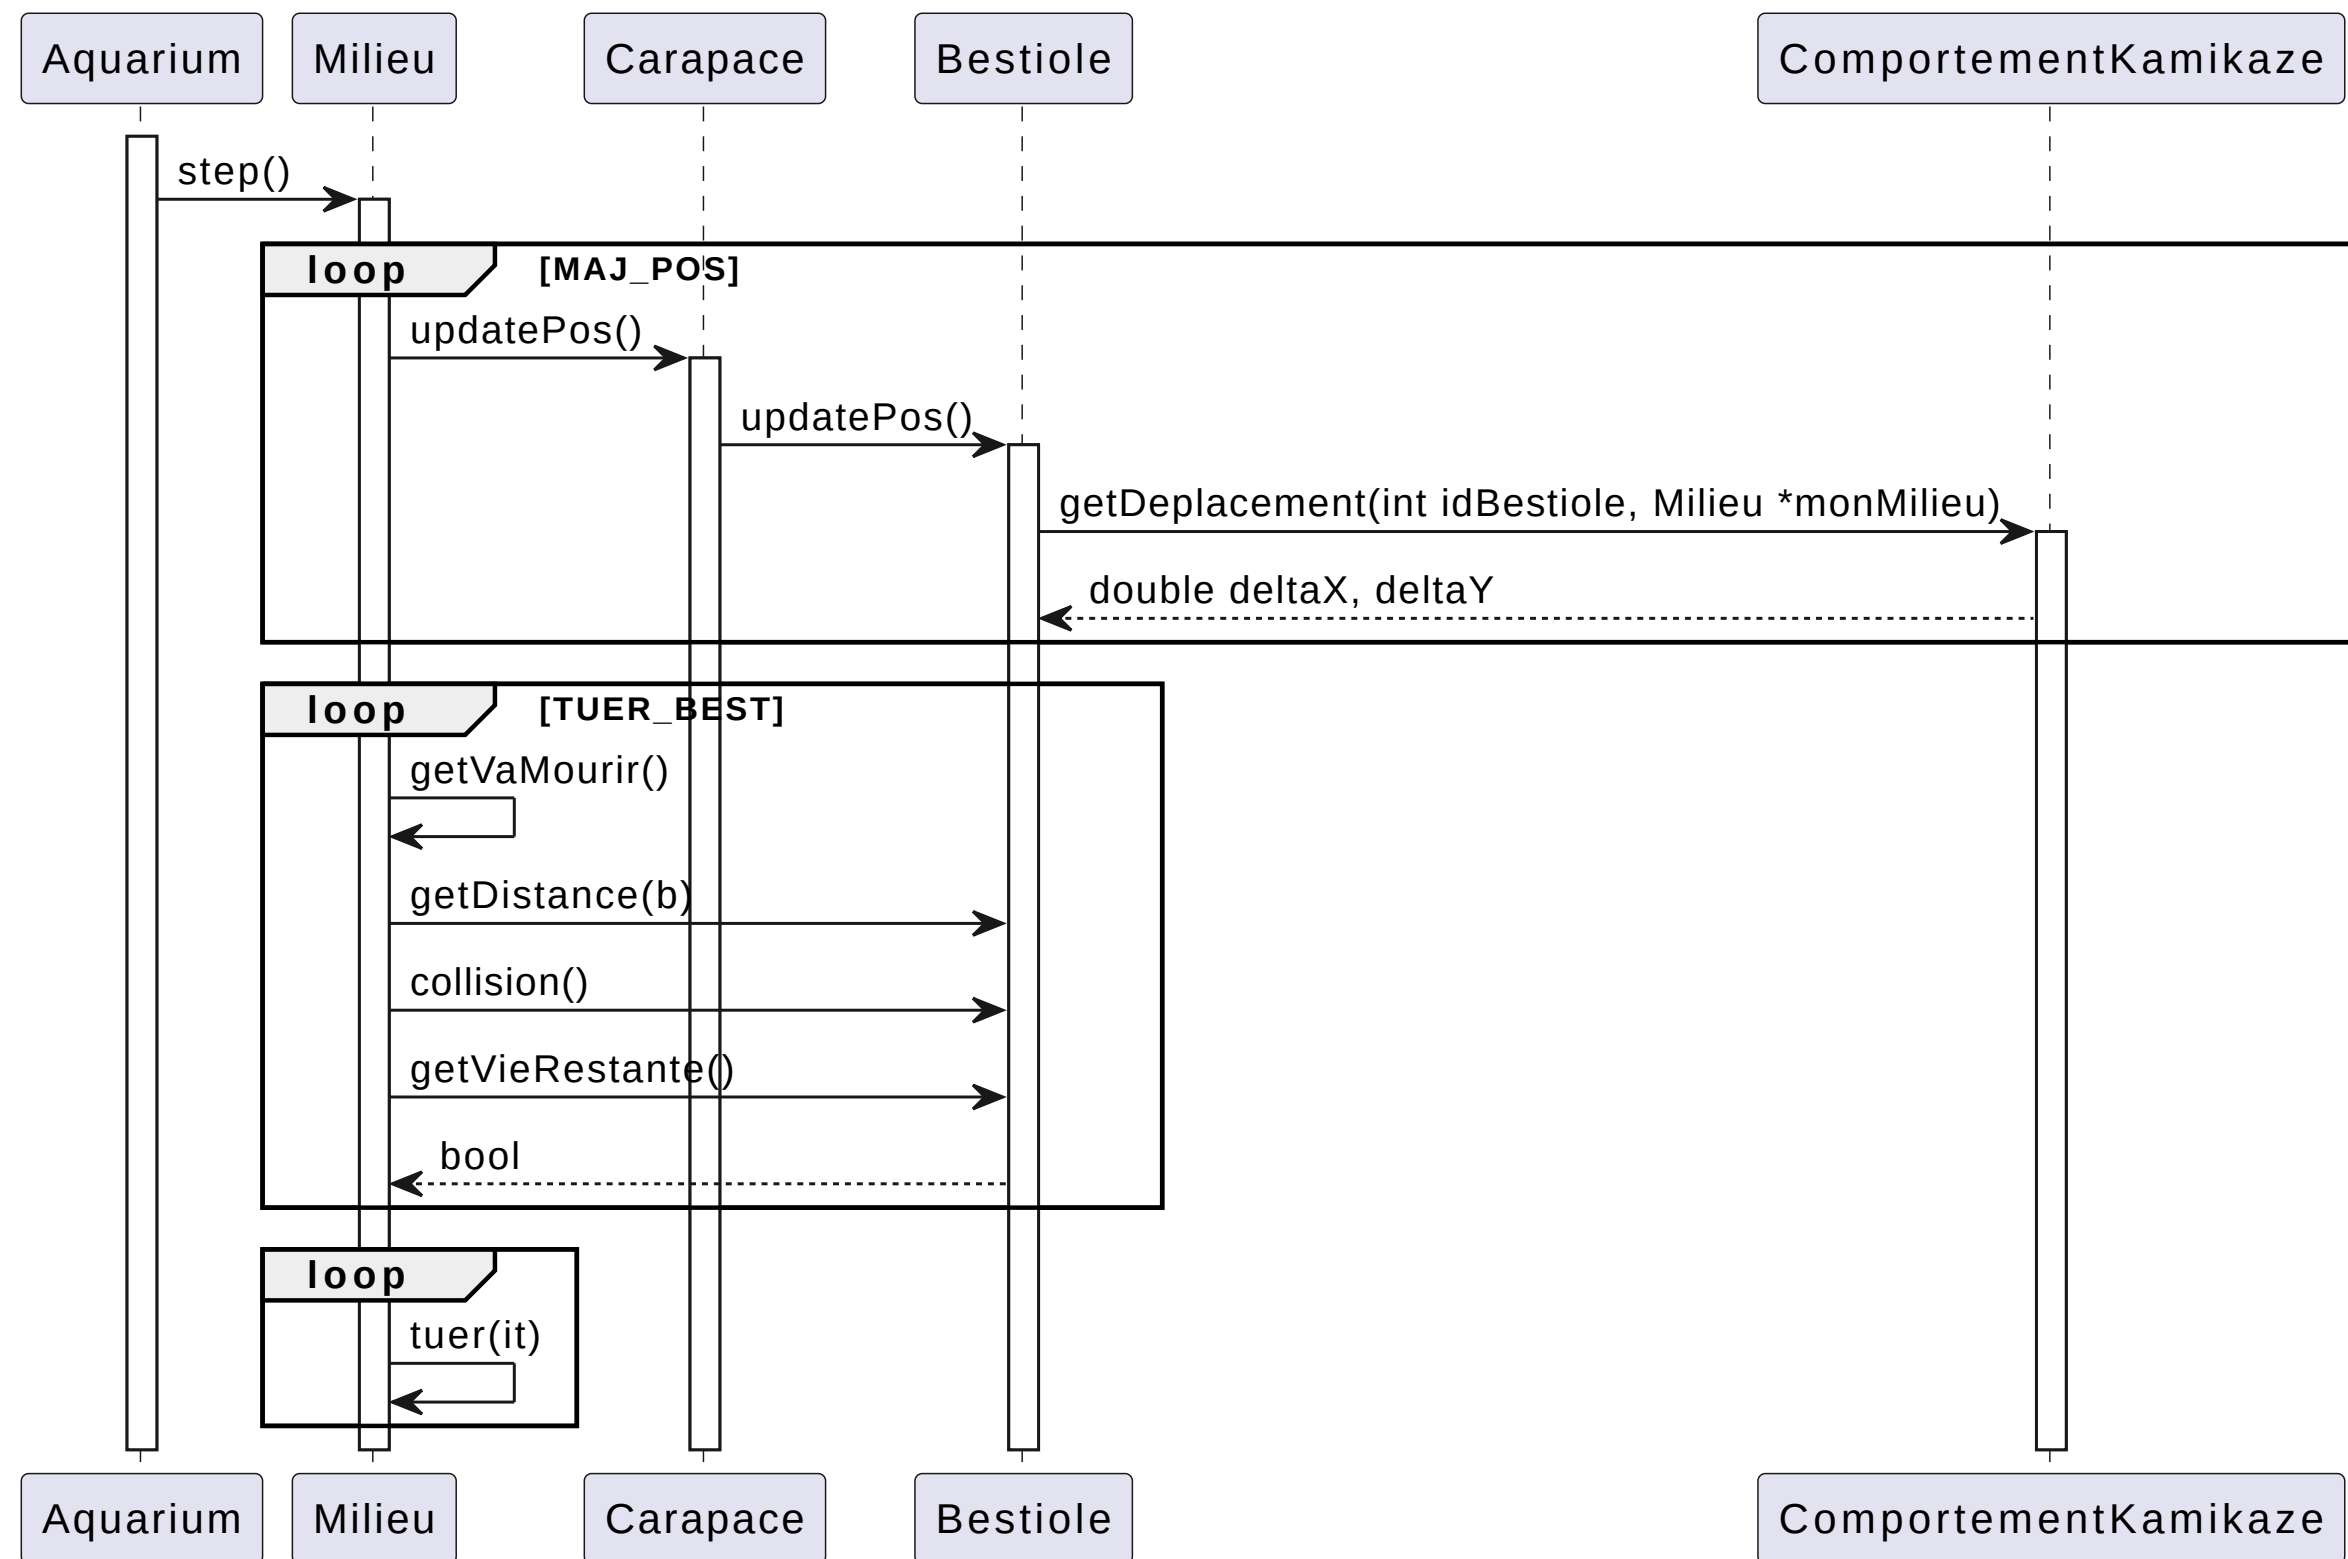 Aquarium Milieu Carapace Bestiole ComportementKamikaze
step()
loop [MAJ_POS]
updatePos()
updatePos()
getDeplacement(int idBestiole, Milieu *monMilieu)
double deltaX, deltaY
loop [TUER_BEST]
getVaMourir()
getDistance(b)
collision()
getVieRestante()
bool
loop
tuer(it)
Aquarium Milieu Carapace Bestiole ComportementKamikaze